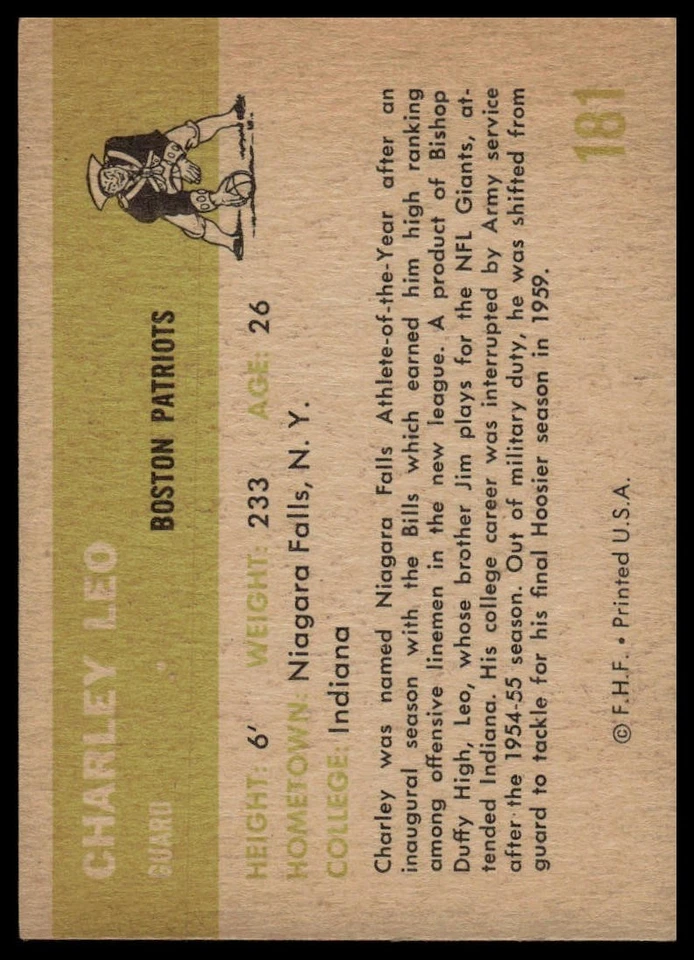 CHARLEY LEO
GUARD
BOSTON PATRIOTS
HEIGHT: 6' WEIGHT: 233 AGE: 26
HOMETOWN: Niagara Falls, N. Y.
COLLEGE: Indiana
Charley was named Niagara Falls Athlete-of-the-Year after an
inaugural season with the Bills which earned him high ranking
among offensive linemen in the new league. A product of Bishop
Duffy High, Leo, whose brother Jim plays for the NFL Giants, at-
tended Indiana. His college career was interrupted by Army service
after the 1954-55 season. Out of military duty, he was shifted from
guard to tackle for his final Hoosier season in 1959.
181
© F.H.F. • Printed U.S.A.